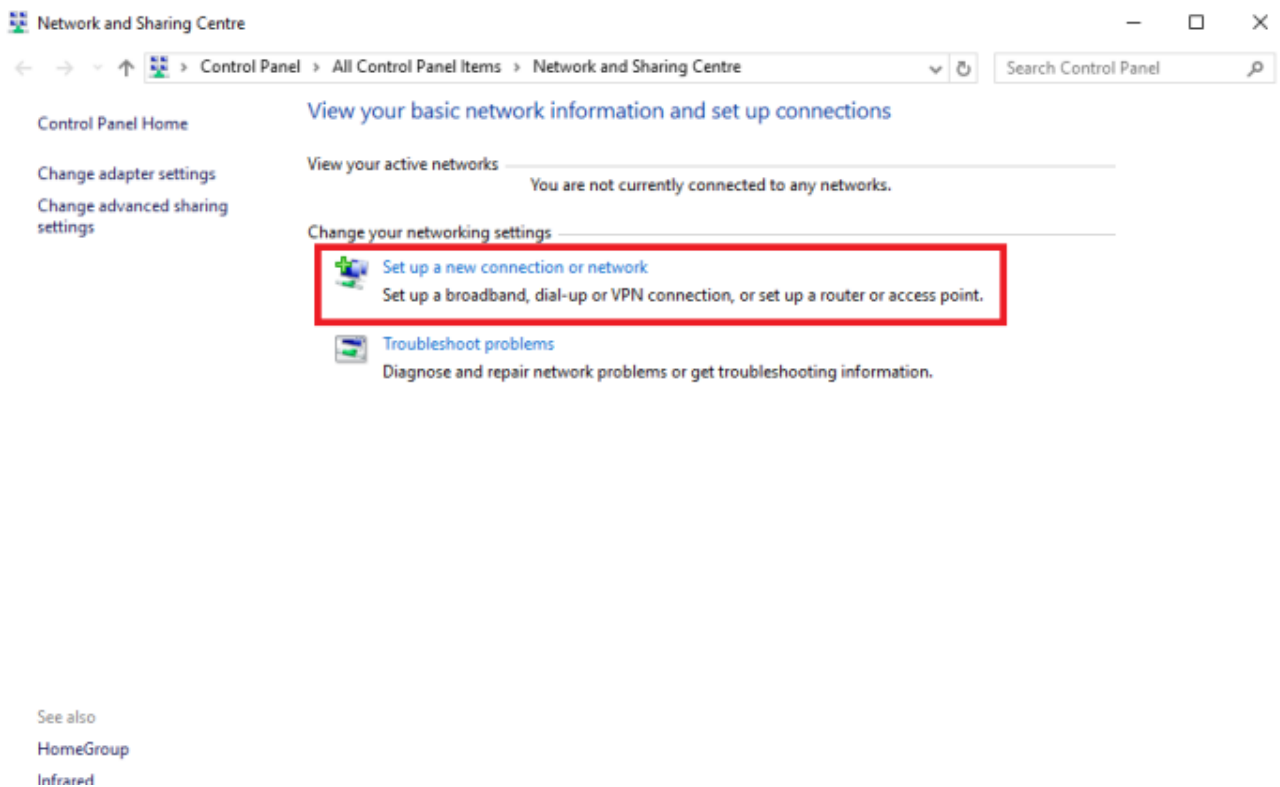 Network and Sharing Centre
Control Panel > All Control Panel Items > Network and Sharing Centre
Search Control Panel
Control Panel Home
Change adapter settings
Change advanced sharing
settings
View your basic network information and set up connections
View your active networks
You are not currently connected to any networks.
Change your networking settings
Set up a new connection or network
Set up a broadband, dial-up or VPN connection, or set up a router or access point.
Troubleshoot problems
Diagnose and repair network problems or get troubleshooting information.
See also
HomeGroup
Infrared